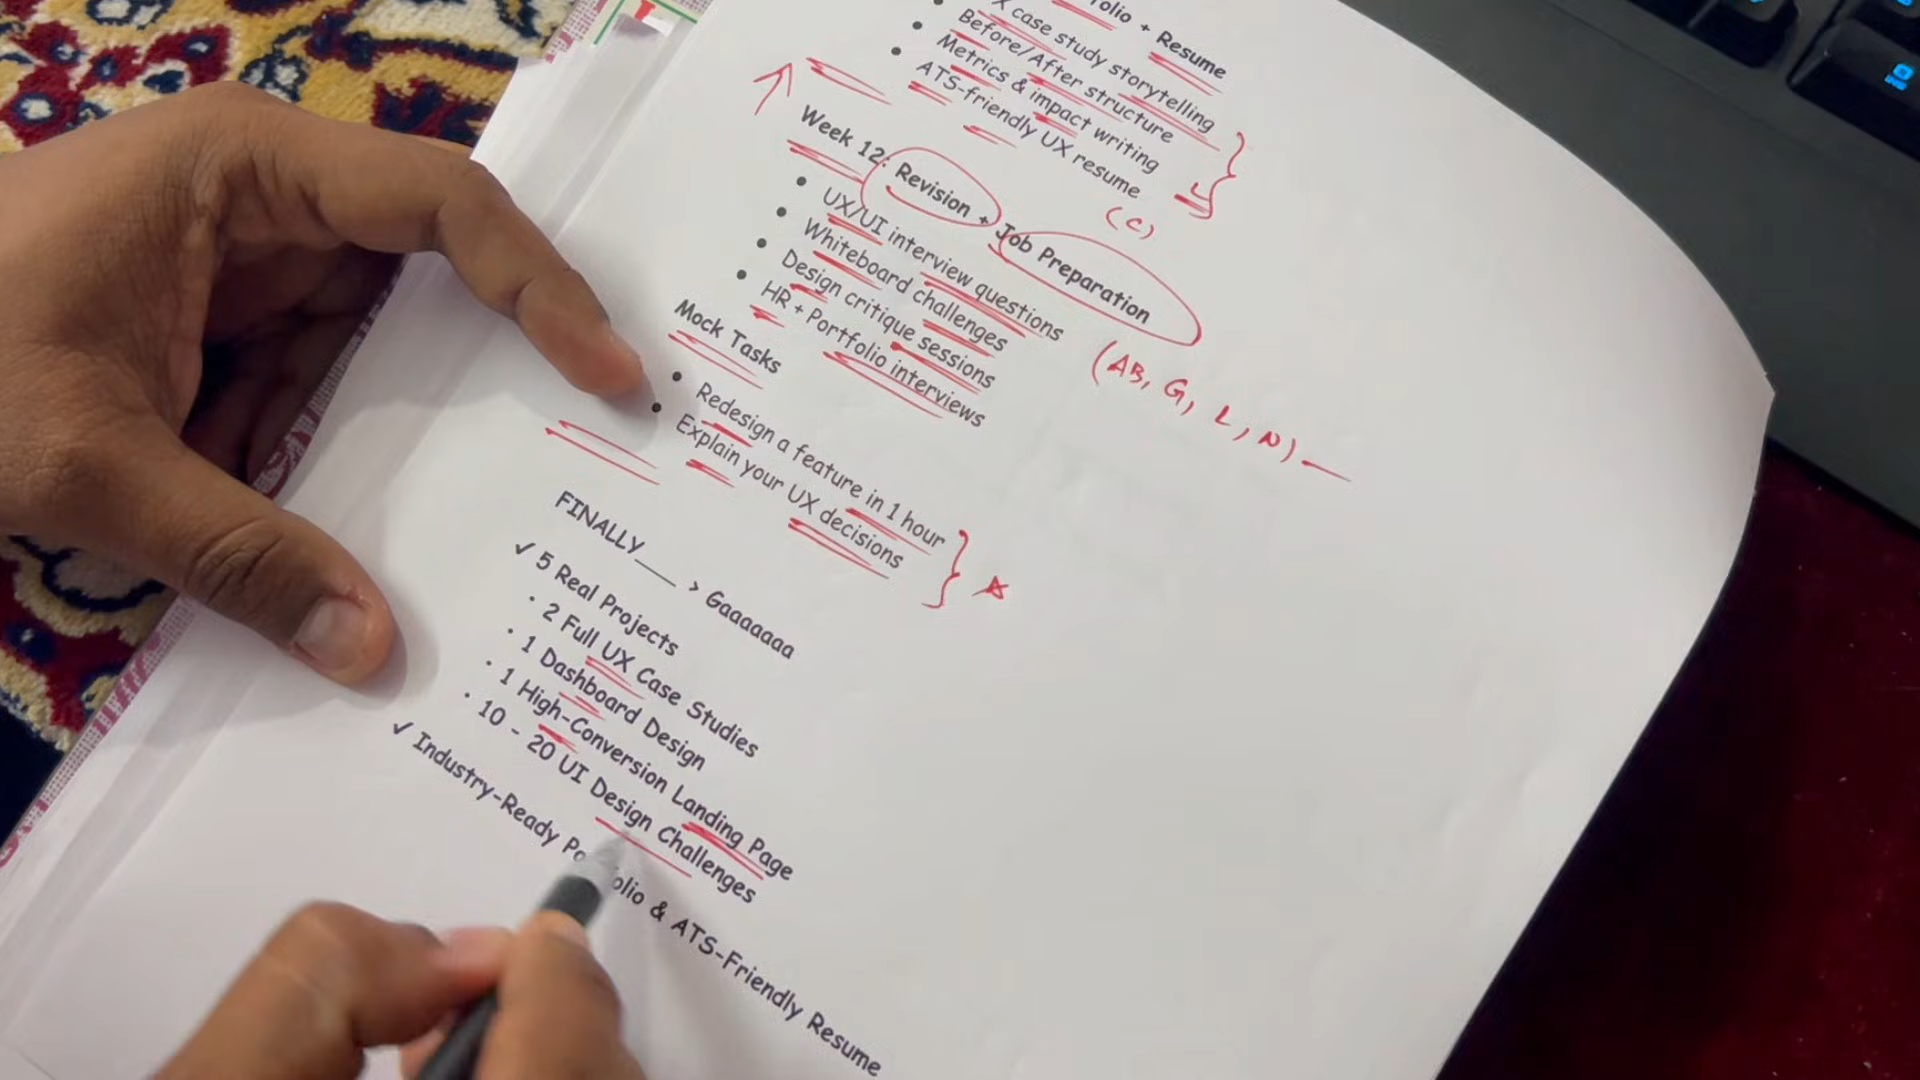 folio + Resume
X case study storytelling
Before/After structure
Metrics & impact writing
ATS-friendly UX resume
(C)
Week 12: Revision + Job Preparation
UX/UI interview questions
Whiteboard challenges
Design critique sessions
HR + Portfolio interviews
(AB, G, L, N) —
Mock Tasks
Redesign a feature in 1 hour
Explain your UX decisions
FINALLY____ > Gaaaaaaa
✓ 5 Real Projects
• 2 Full UX Case Studies
• 1 Dashboard Design
• 1 High-Conversion Landing Page
• 10 - 20 UI Design Challenges
✓ Industry-Ready Po folio & ATS-Friendly Resume